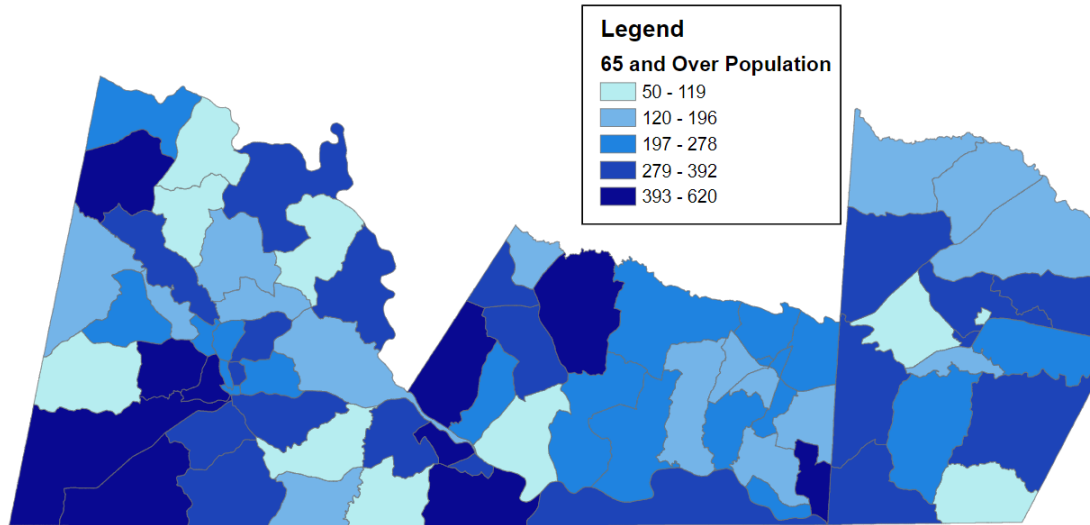 Legend
65 and Over Population
50 - 119
120 - 196
197 - 278
279 - 392
393 - 620